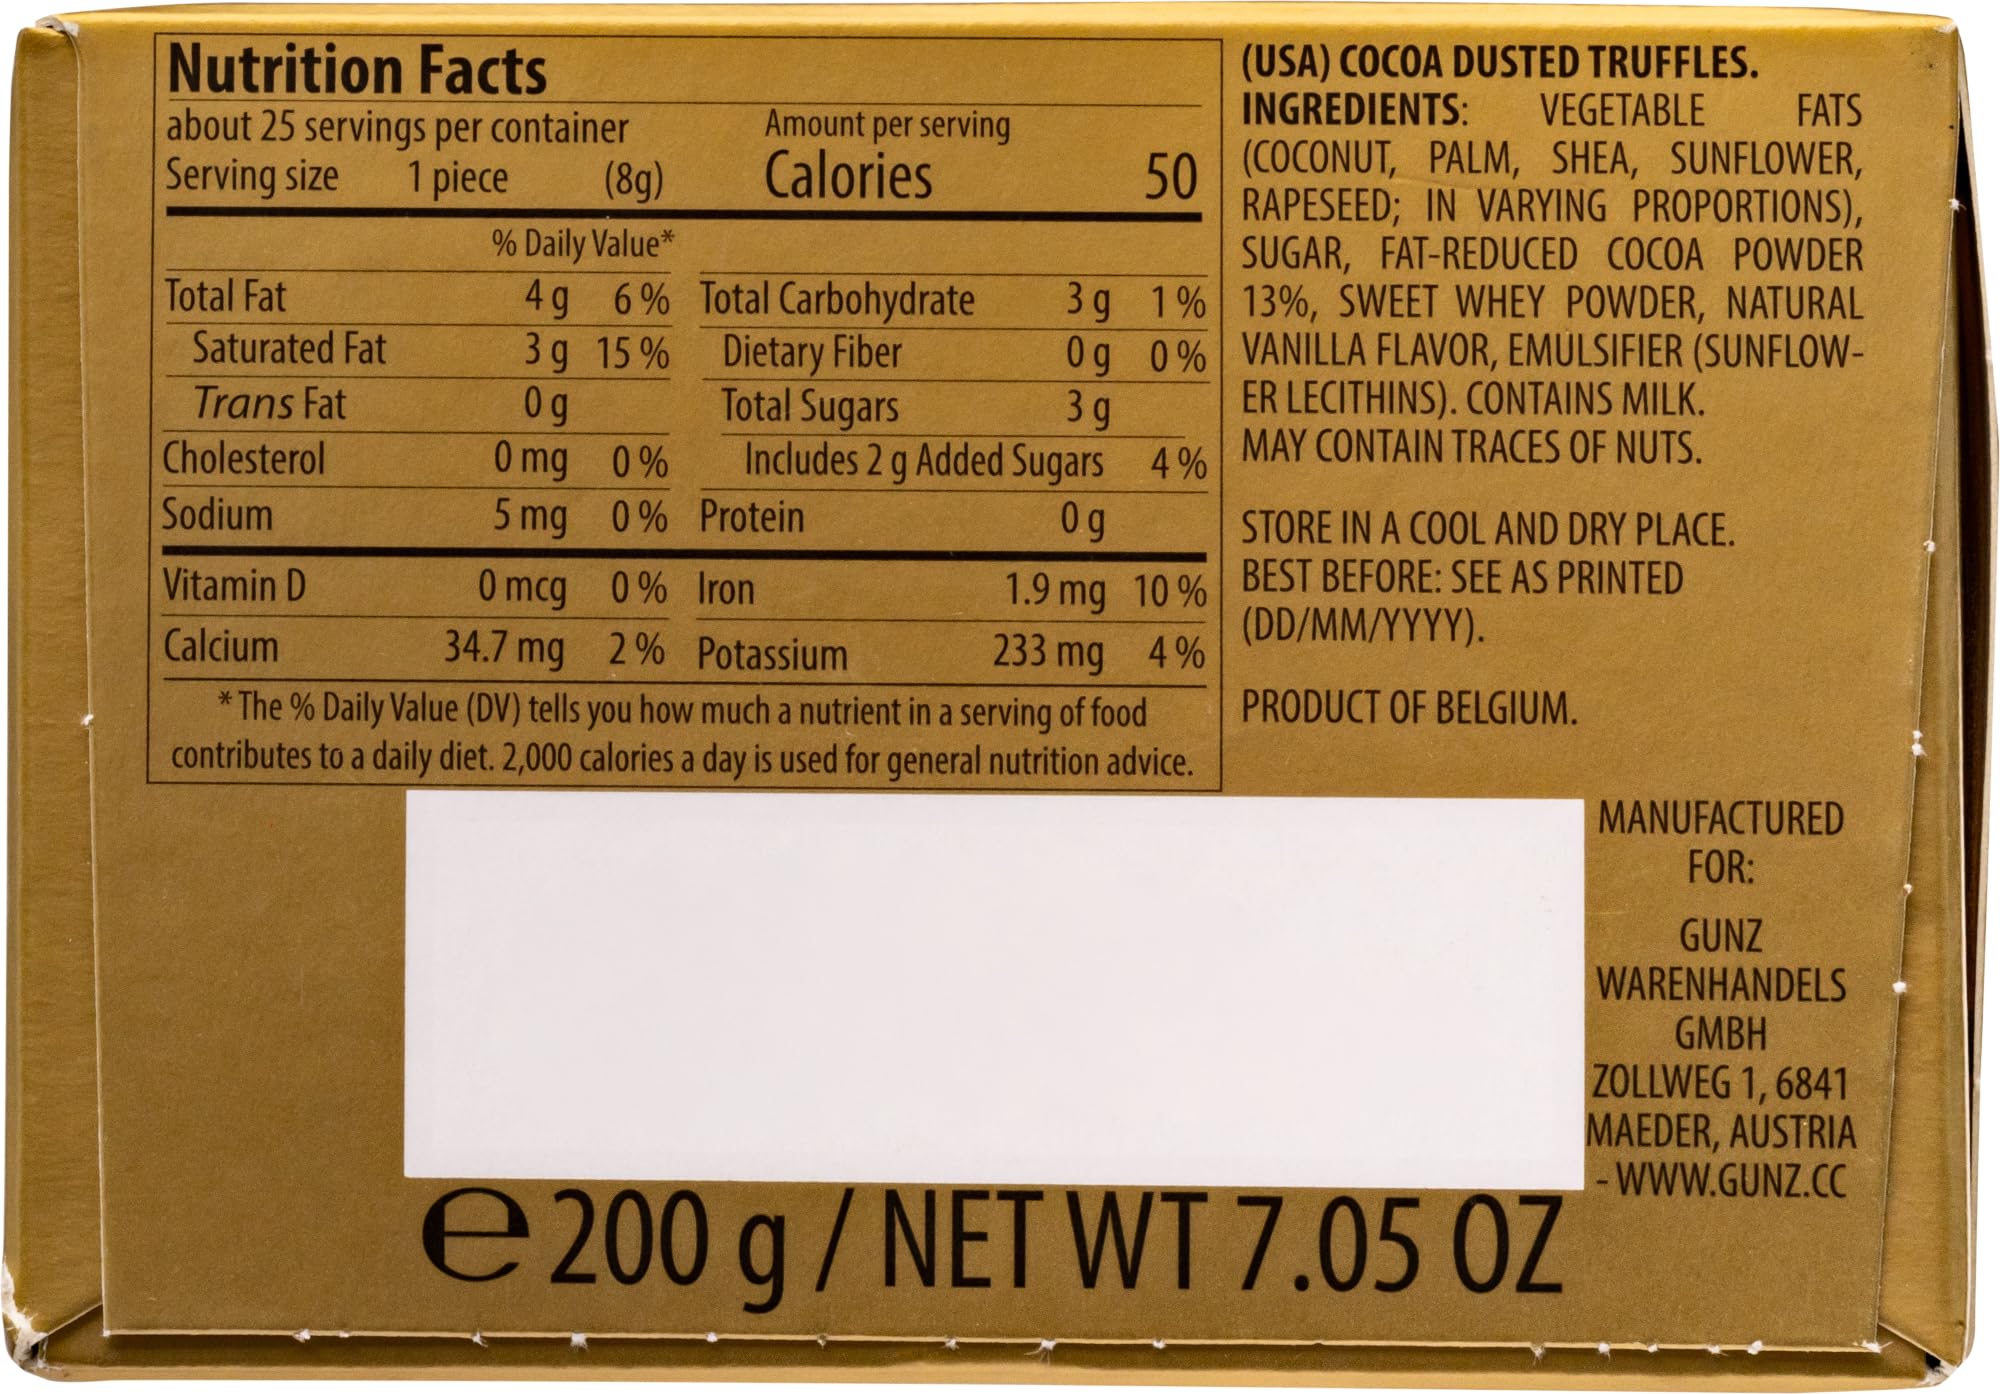 Nutrition Facts
about 25 servings per container
Serving size 1 piece (8g)
Amount per serving
Calories 50
% Daily Value*
Total Fat 4 g 6 %
Saturated Fat 3 g 15 %
Trans Fat 0 g
Cholesterol 0 mg 0 %
Sodium 5 mg 0 %
Total Carbohydrate 3 g 1 %
Dietary Fiber 0 g 0 %
Total Sugars 3 g
Includes 2 g Added Sugars 4 %
Protein 0 g
Vitamin D 0 mcg 0 %
Calcium 34.7 mg 2 %
Iron 1.9 mg 10 %
Potassium 233 mg 4 %
* The % Daily Value (DV) tells you how much a nutrient in a serving of food
contributes to a daily diet. 2,000 calories a day is used for general nutrition advice.
(USA) COCOA DUSTED TRUFFLES.
INGREDIENTS: VEGETABLE FATS
(COCONUT, PALM, SHEA, SUNFLOWER,
RAPESEED; IN VARYING PROPORTIONS),
SUGAR, FAT-REDUCED COCOA POWDER
13%, SWEET WHEY POWDER, NATURAL
VANILLA FLAVOR, EMULSIFIER (SUNFLOW-
ER LECITHINS). CONTAINS MILK.
MAY CONTAIN TRACES OF NUTS.
STORE IN A COOL AND DRY PLACE.
BEST BEFORE: SEE AS PRINTED
(DD/MM/YYYY).
PRODUCT OF BELGIUM.
MANUFACTURED
FOR:
GUNZ
WARENHANDELS
GMBH
ZOLLWEG 1, 6841
MAEDER, AUSTRIA
- WWW.GUNZ.CC
e 200 g / NET WT 7.05 OZ